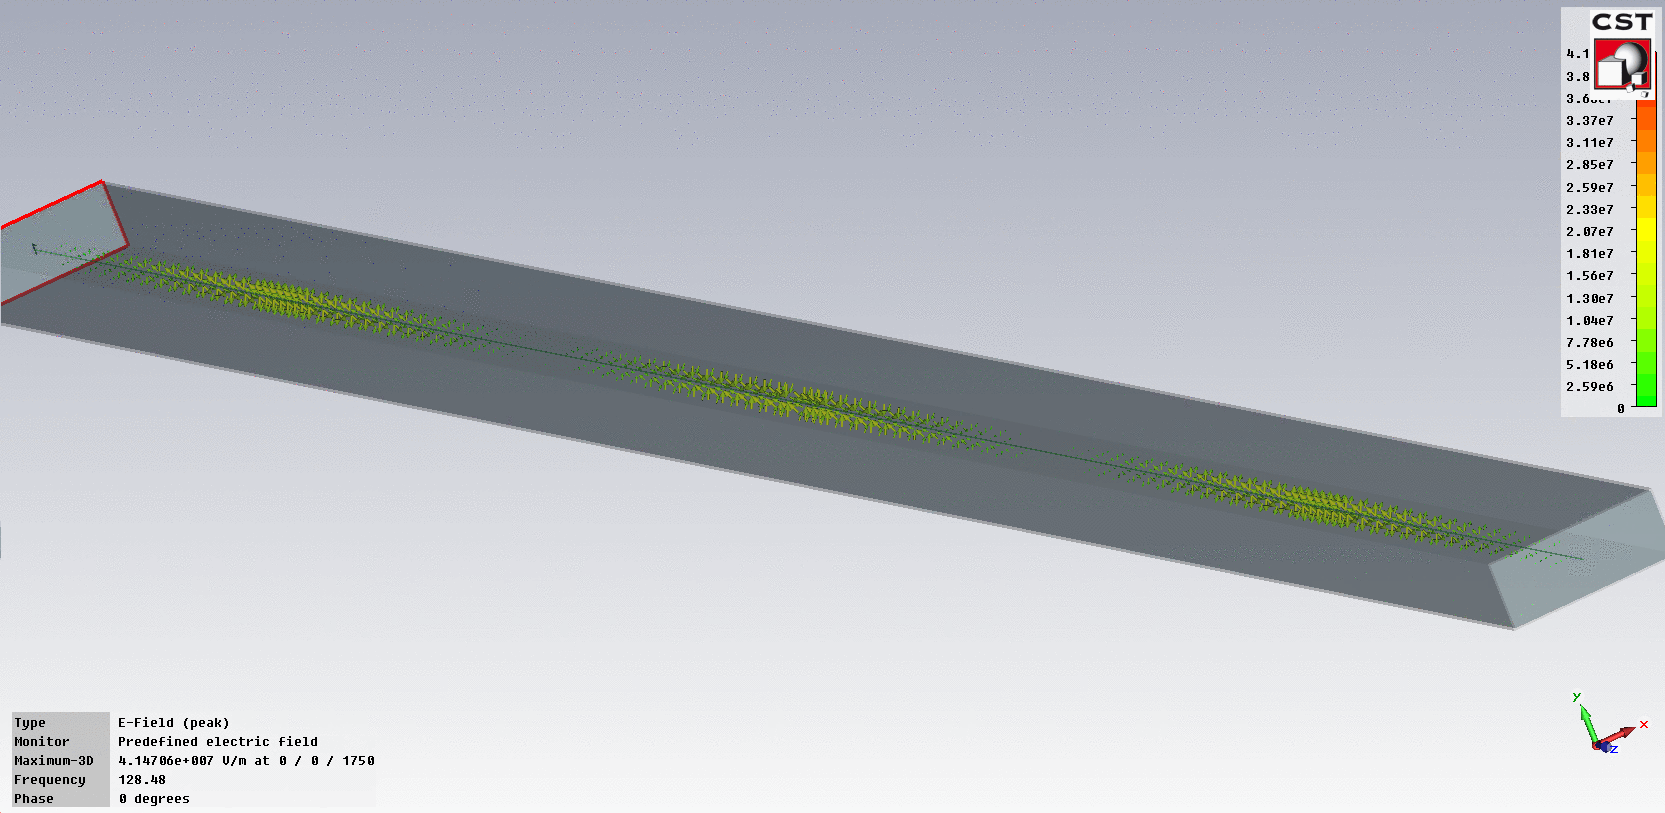 CST
4.1
3.8
3.37e7
3.11e7
2.85e7
2.59e7
2.33e7
2.07e7
1.81e7
1.56e7
1.30e7
1.04e7
7.78e6
5.18e6
2.59e6
0
Y
X
Z
Type E-Field (peak)
Monitor Predefined electric field
Maximum-3D 4.14706e+007 V/m at 0 / 0 / 1750
Frequency 128.48
Phase 0 degrees